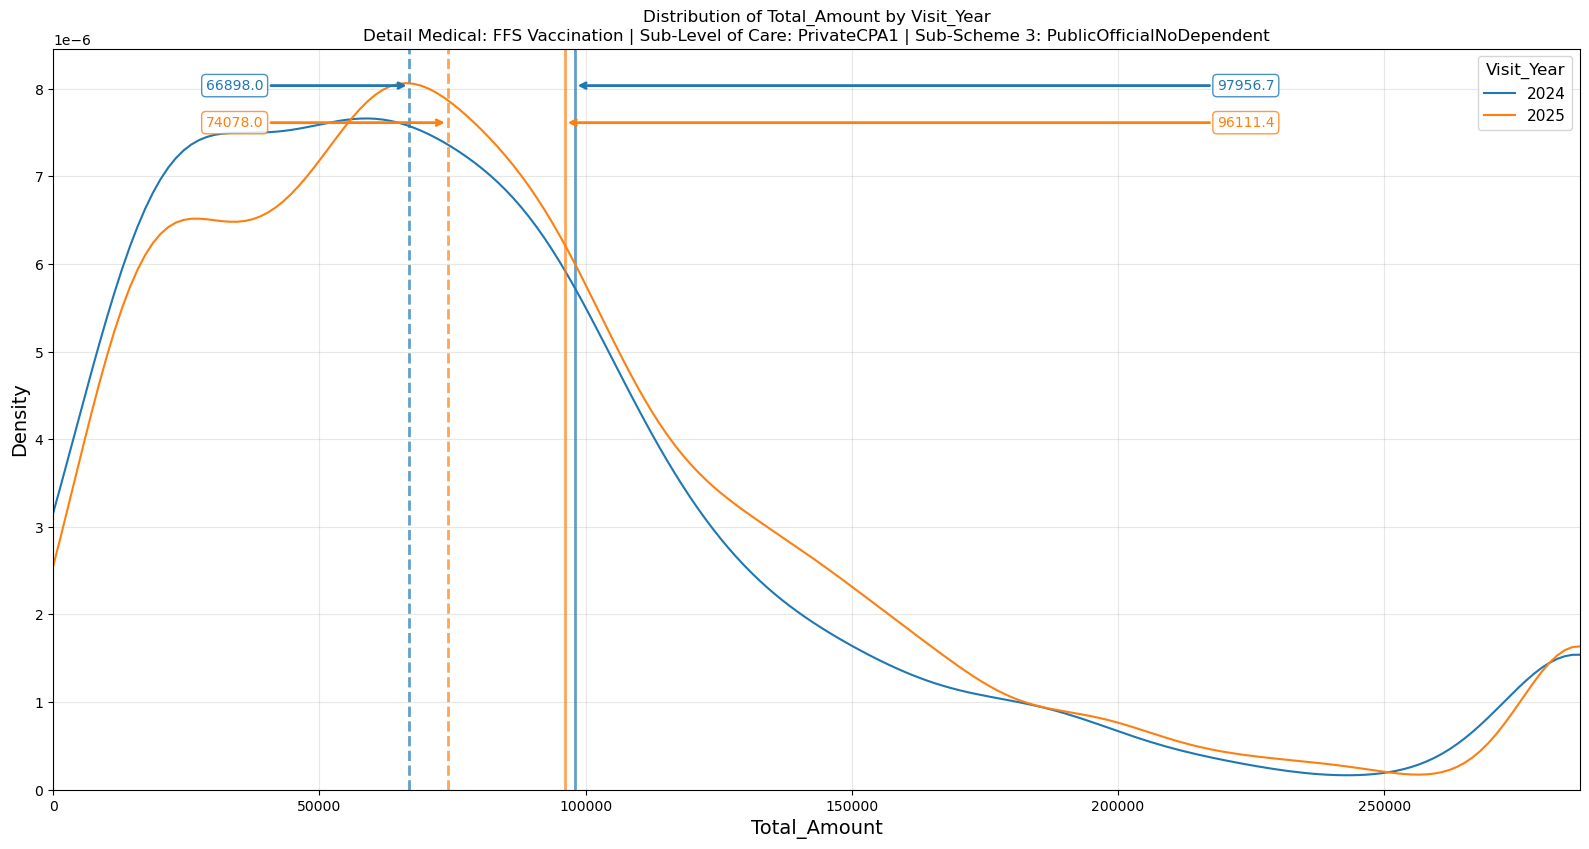 Distribution of Total_Amount by Visit_Year
Detail Medical: FFS Vaccination | Sub-Level of Care: PrivateCPA1 | Sub-Scheme 3: PublicOfficialNoDependent
1e−6
Visit_Year
2024
2025
66898.0
97956.7
74078.0
96111.4
8
7
6
5
4
3
2
1
0
Density
0 50000 100000 150000 200000 250000
Total_Amount